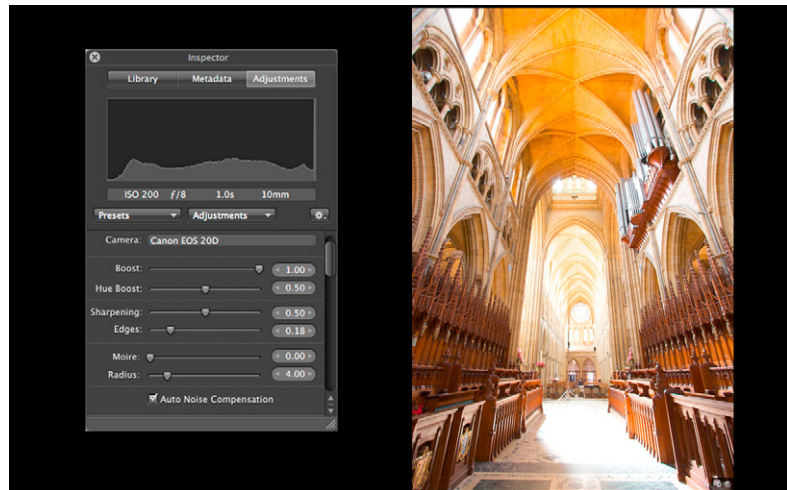 Inspector
Library Metadata Adjustments
ISO 200 f/8 1.0s 10mm
Presets Adjustments
Camera: Canon EOS 20D
Boost: 1.00
Hue Boost: 0.50
Sharpening: 0.50
Edges: 0.18
Moire: 0.00
Radius: 4.00
Auto Noise Compensation